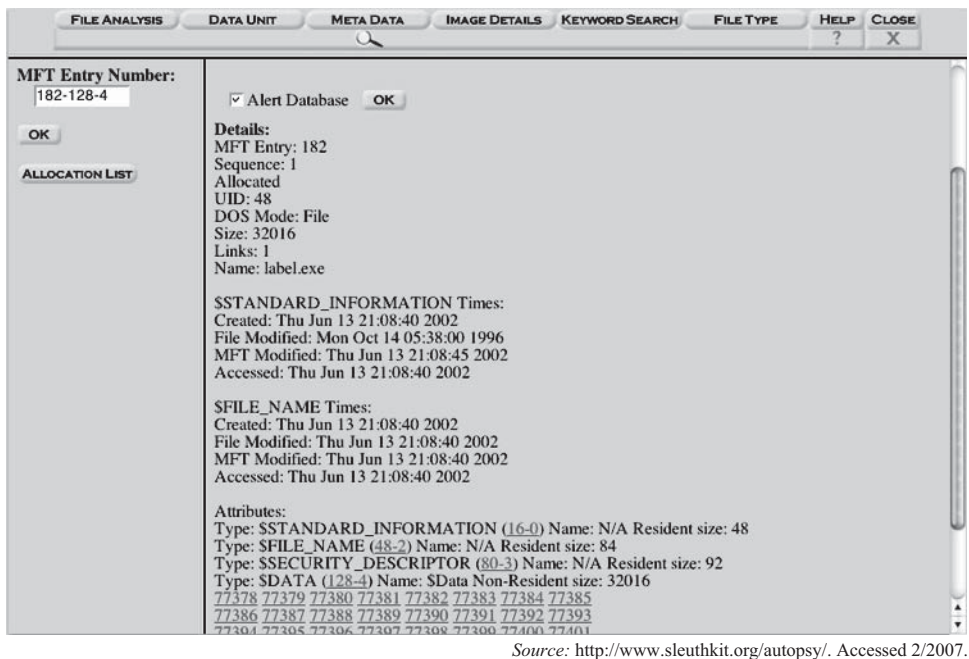 FILE ANALYSIS DATA UNIT META DATA IMAGE DETAILS KEYWORD SEARCH FILE TYPE HELP CLOSE
? X
MFT Entry Number:
182-128-4
OK
ALLOCATION LIST
Alert Database OK
Details:
MFT Entry: 182
Sequence: 1
Allocated
UID: 48
DOS Mode: File
Size: 32016
Links: 1
Name: label.exe
$STANDARD_INFORMATION Times:
Created: Thu Jun 13 21:08:40 2002
File Modified: Mon Oct 14 05:38:00 1996
MFT Modified: Thu Jun 13 21:08:45 2002
Accessed: Thu Jun 13 21:08:40 2002
$FILE_NAME Times:
Created: Thu Jun 13 21:08:40 2002
File Modified: Thu Jun 13 21:08:40 2002
MFT Modified: Thu Jun 13 21:08:40 2002
Accessed: Thu Jun 13 21:08:40 2002
Attributes:
Type: $STANDARD_INFORMATION (16-0) Name: N/A Resident size: 48
Type: $FILE_NAME (48-2) Name: N/A Resident size: 84
Type: $SECURITY_DESCRIPTOR (80-3) Name: N/A Resident size: 92
Type: $DATA (128-4) Name: $Data Non-Resident size: 32016
77378 77379 77380 77381 77382 77383 77384 77385
77386 77387 77388 77389 77390 77391 77392 77393
77394 77395 77396 77397 77398 77399 77400 77401
Source: http://www.sleuthkit.org/autopsy/. Accessed 2/2007.